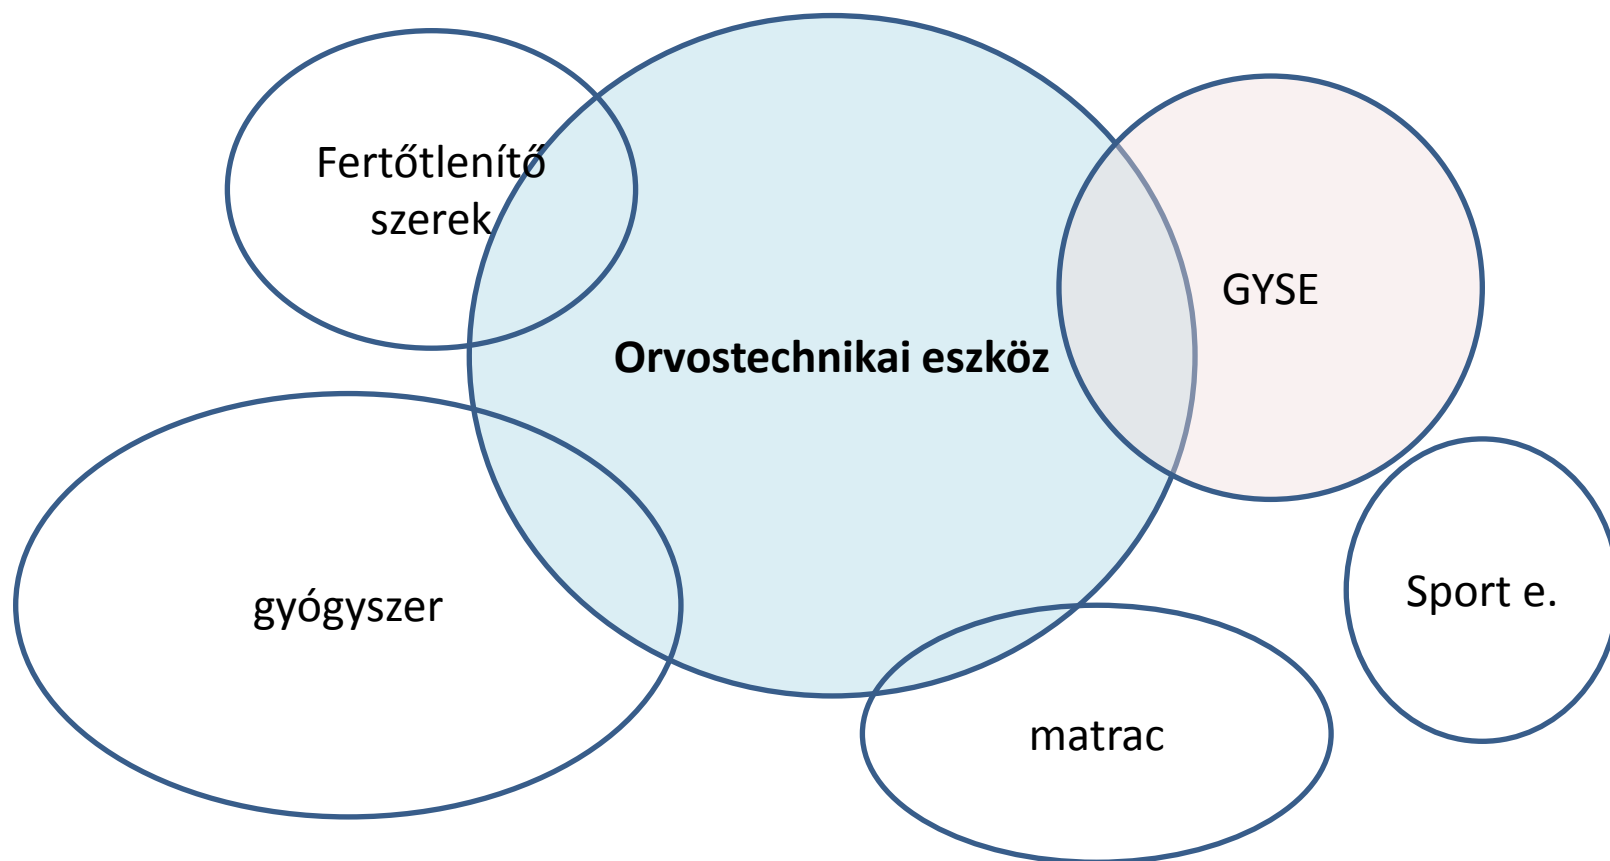 Fertőtlenítő
szerek
GYSE
Orvostechnikai eszköz
gyógyszer
Sport e.
matrac